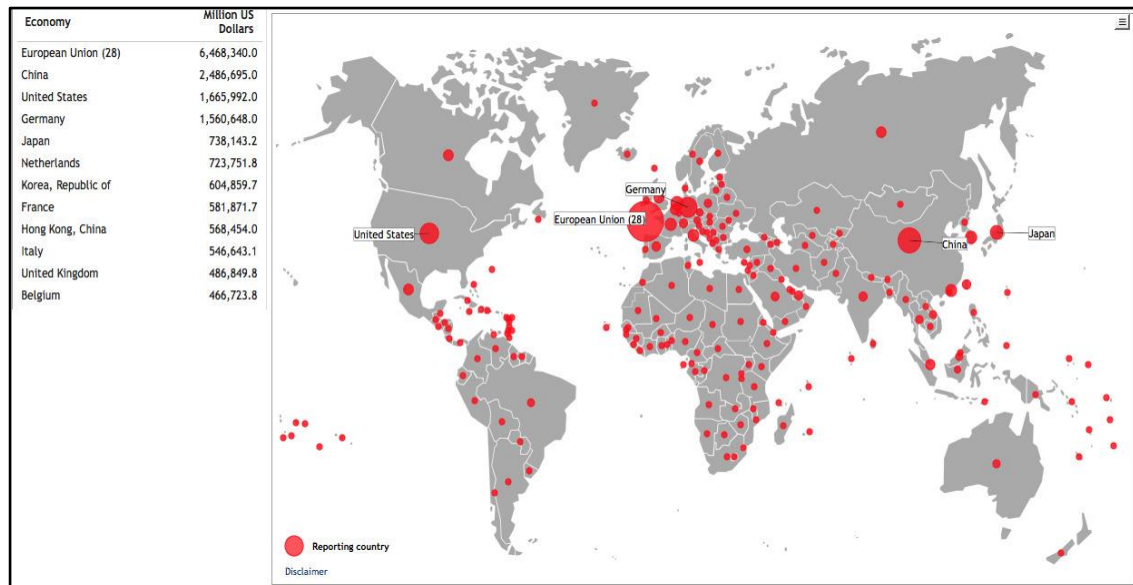 Economy Million US Dollars
European Union (28) 6,468,340.0
China 2,486,695.0
United States 1,665,992.0
Germany 1,560,648.0
Japan 738,143.2
Netherlands 723,751.8
Korea, Republic of 604,859.7
France 581,871.7
Hong Kong, China 568,454.0
Italy 546,643.1
United Kingdom 486,849.8
Belgium 466,723.8
Germany
European Union (28)
United States
China
Japan
Reporting country
Disclaimer